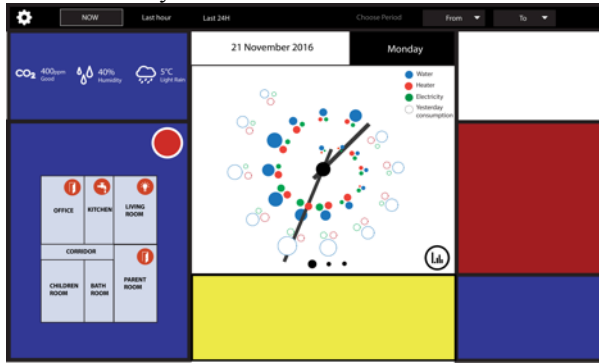 NOW Last hour Last 24H Choose Period From To
21 November 2016 Monday
CO2 400ppm Good 40% Humidity 5°C Light Rain
Water
Heater
Electricity
Yesterday
consumption
OFFICE KITCHEN LIVING
ROOM
CORRIDOR
CHILDREN
ROOM
BATH
ROOM
PARENT
ROOM